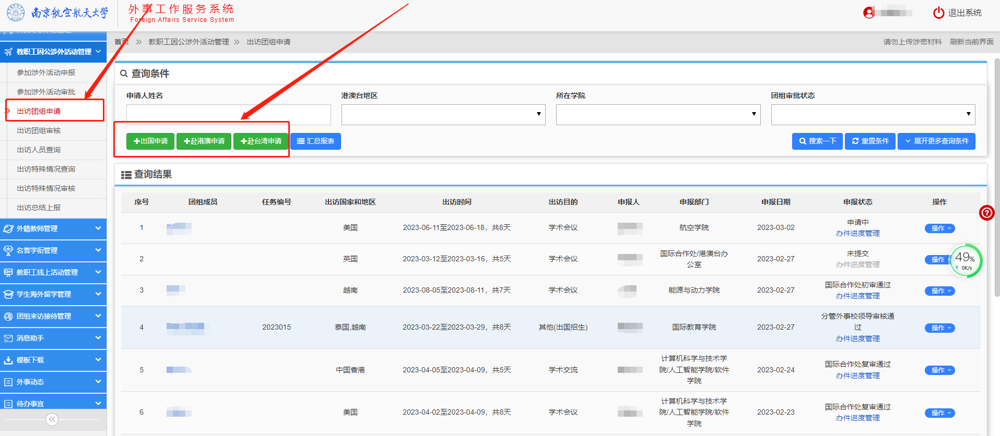 南京航空航天大学
外事工作服务系统
Foreign Affairs Service System
退出系统
教职工因公涉外活动管理
参加涉外活动申报
参加涉外活动审批
出访团组申请
出访团组审核
出访人员查询
出访特殊情况查询
出访特殊情况审核
出访总结上报
外籍教师管理
名誉学衔管理
教职工线上活动管理
学生海外留学管理
团组来访接待管理
消息助手
模板下载
外事动态
待办事宜
首页 教职工因公涉外活动管理 出访团组申请
请勿上传涉密材料 刷新当前界面
查询条件
申请人姓名 港澳台地区 所在学院 团组审批状态
出国申请 赴港澳申请 赴台湾申请 汇总报表 搜索一下 重置条件 展开更多查询条件
查询结果
序号 团组成员 任务编号 出访国家和地区 出访时间 出访目的 申报人 申报部门 申报日期 申报状态 操作
1 美国 2023-06-11至2023-06-18，共8天 学术会议 航空学院 2023-03-02 申请中 操作
办件进度管理
2 英国 2023-03-12至2023-03-16，共5天 学术会议 国际合作处/港澳台办 2023-02-27 未提交 操作
公室 办件进度管理
49%
0K/s
3 越南 2023-08-05至2023-08-11，共7天 学术会议 能源与动力学院 2023-02-27 国际合作处初审通过 操作
办件进度管理
4 2023015 泰国,越南 2023-03-22至2023-03-29，共8天 其他(出国招生) 国际教育学院 2023-02-27 分管外事校领导审核通 操作
过
办件进度管理
5 中国香港 2023-04-05至2023-04-09，共5天 学术交流 计算机科学与技术学 2023-02-24 国际合作处复审通过 操作
院/人工智能学院/软件 办件进度管理
学院
6 美国 2023-04-02至2023-04-09，共8天 学术会议 计算机科学与技术学 2023-02-23 国际合作处复审通过 操作
院/人工智能学院/软件 办件进度管理
学院